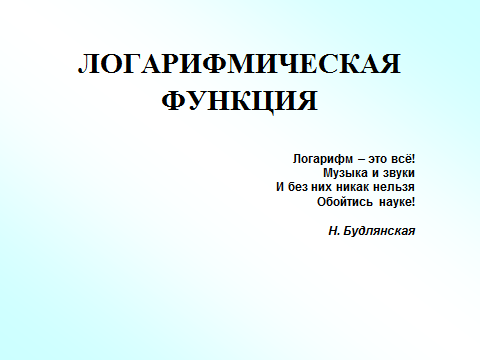 ЛОГАРИФМИЧЕСКАЯ
ФУНКЦИЯ
Логарифм – это всё!
Музыка и звуки
И без них никак нельзя
Обойтись науке!
Н. Будлянская